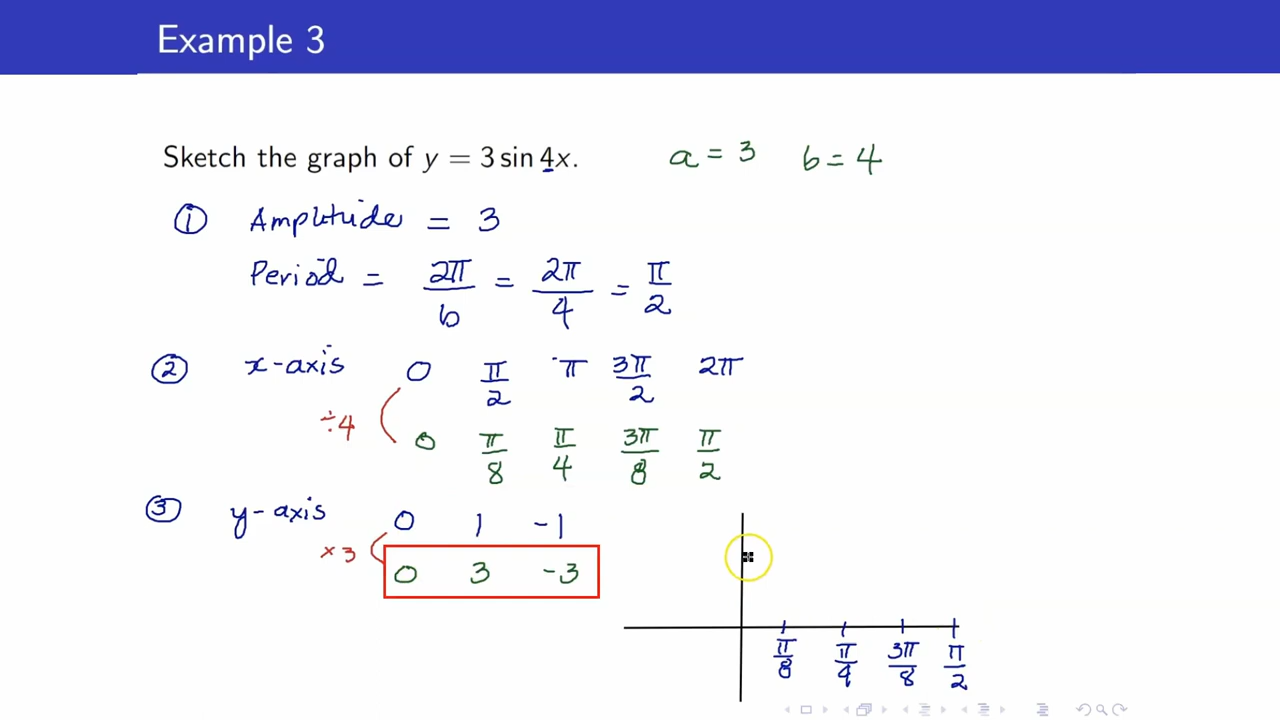 Example 3
Sketch the graph of y = 3 sin 4x. a = 3 b = 4
① Amplitude = 3
Period = 2π/b = 2π/4 = π/2
② x-axis 0 π/2 π 3π/2 2π
÷4 0 π/8 π/4 3π/8 π/2
③ y-axis 0 1 -1
×3 0 3 -3
π/8 π/4 3π/8 π/2